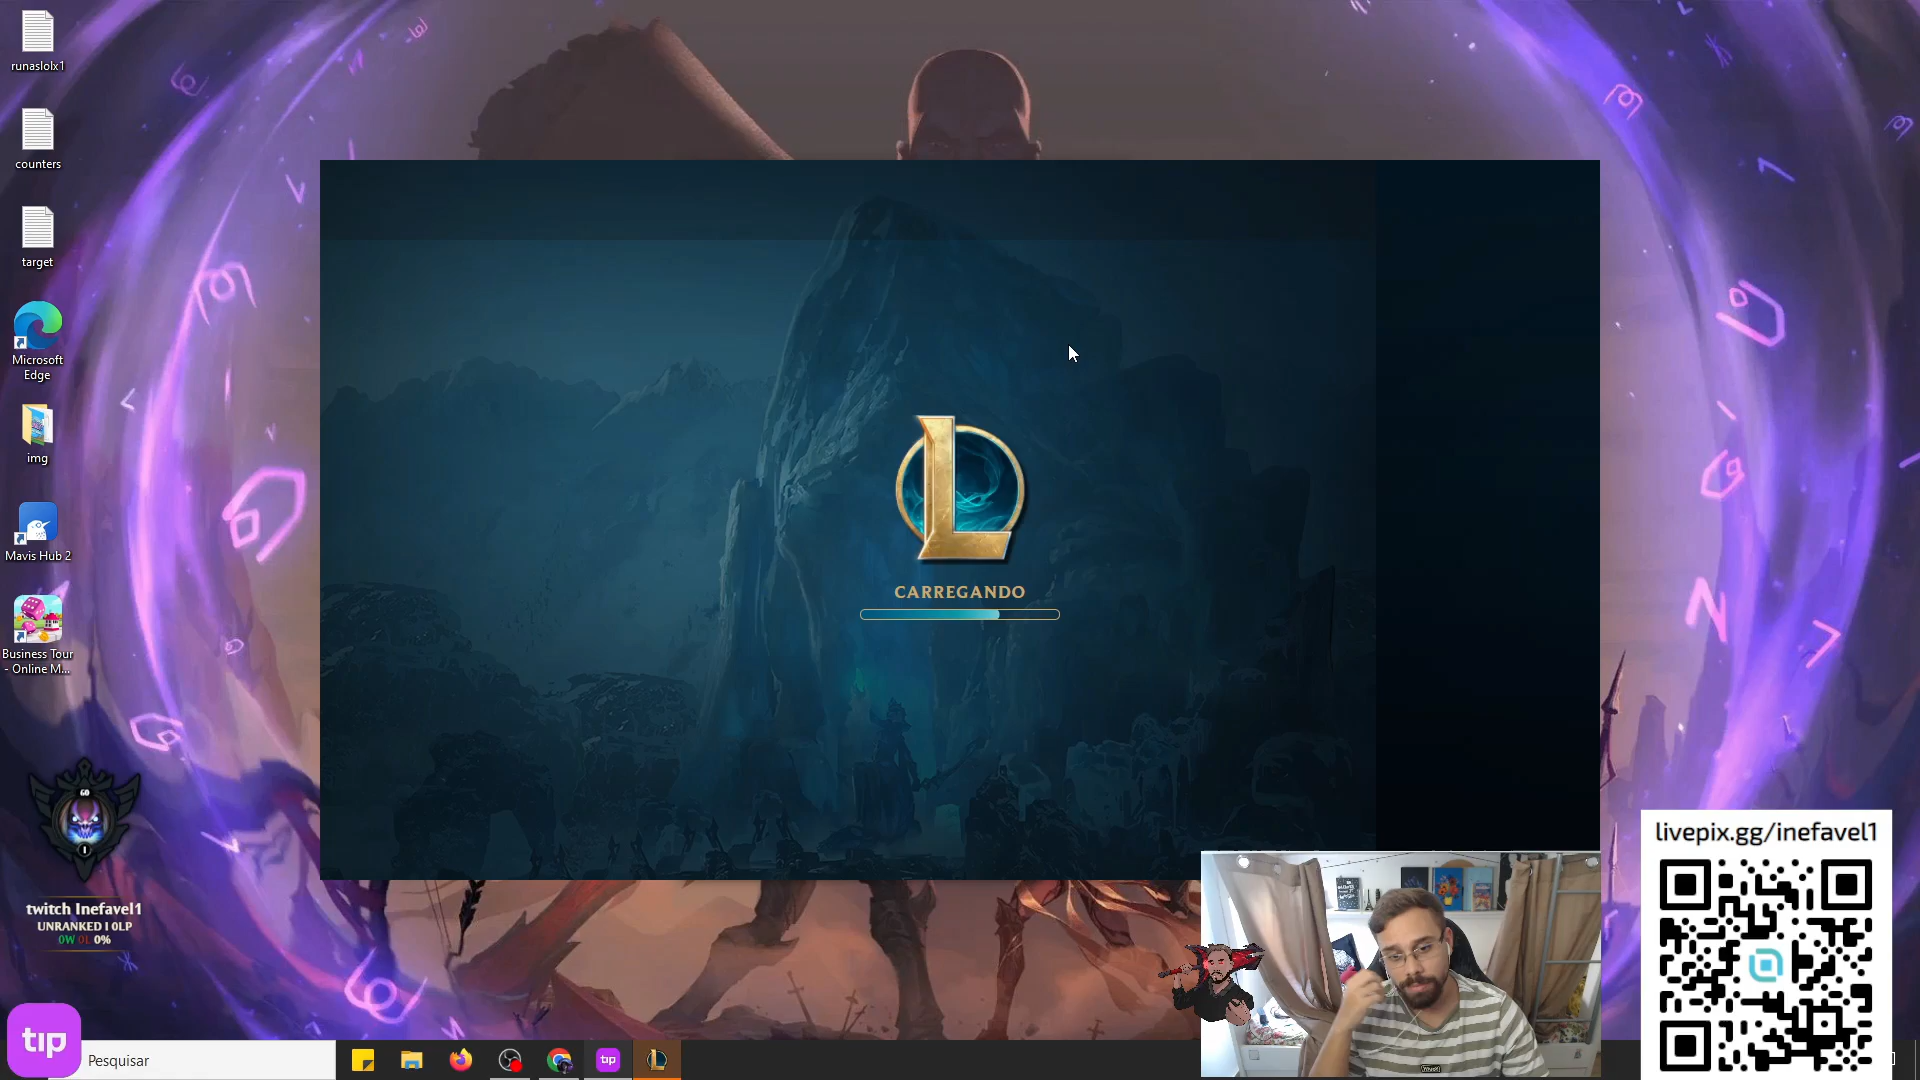 runaslolx1
counters
target
Microsoft
Edge
img
Mavis Hub 2
Business Tour
- Online M...
CARREGANDO
twitch Inefavel1
UNRANKED I 0LP
0W 0L 0%
livepix.gg/inefavel1
tip
Pesquisar
tip